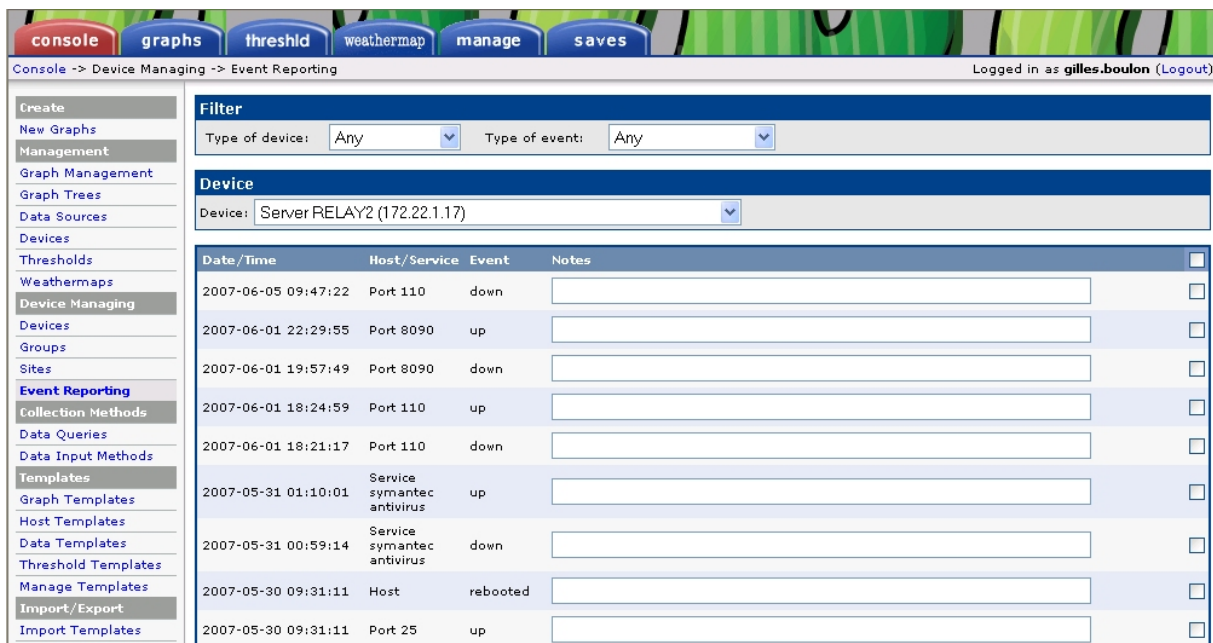 console graphs threshld weathermap manage saves
Console -> Device Managing -> Event Reporting Logged in as gilles.boulon (Logout)
Create
New Graphs
Management
Graph Management
Graph Trees
Data Sources
Devices
Thresholds
Weathermaps
Device Managing
Devices
Groups
Sites
Event Reporting
Collection Methods
Data Queries
Data Input Methods
Templates
Graph Templates
Host Templates
Data Templates
Threshold Templates
Manage Templates
Import/Export
Import Templates
Filter
Type of device: Any Type of event: Any
Device
Device: Server RELAY2 (172.22.1.17)
Date/Time Host/Service Event Notes
2007-06-05 09:47:22 Port 110 down
2007-06-01 22:29:55 Port 8090 up
2007-06-01 19:57:49 Port 8090 down
2007-06-01 18:24:59 Port 110 up
2007-06-01 18:21:17 Port 110 down
2007-05-31 01:10:01 Service symantec antivirus up
2007-05-31 00:59:14 Service symantec antivirus down
2007-05-30 09:31:11 Host rebooted
2007-05-30 09:31:11 Port 25 up